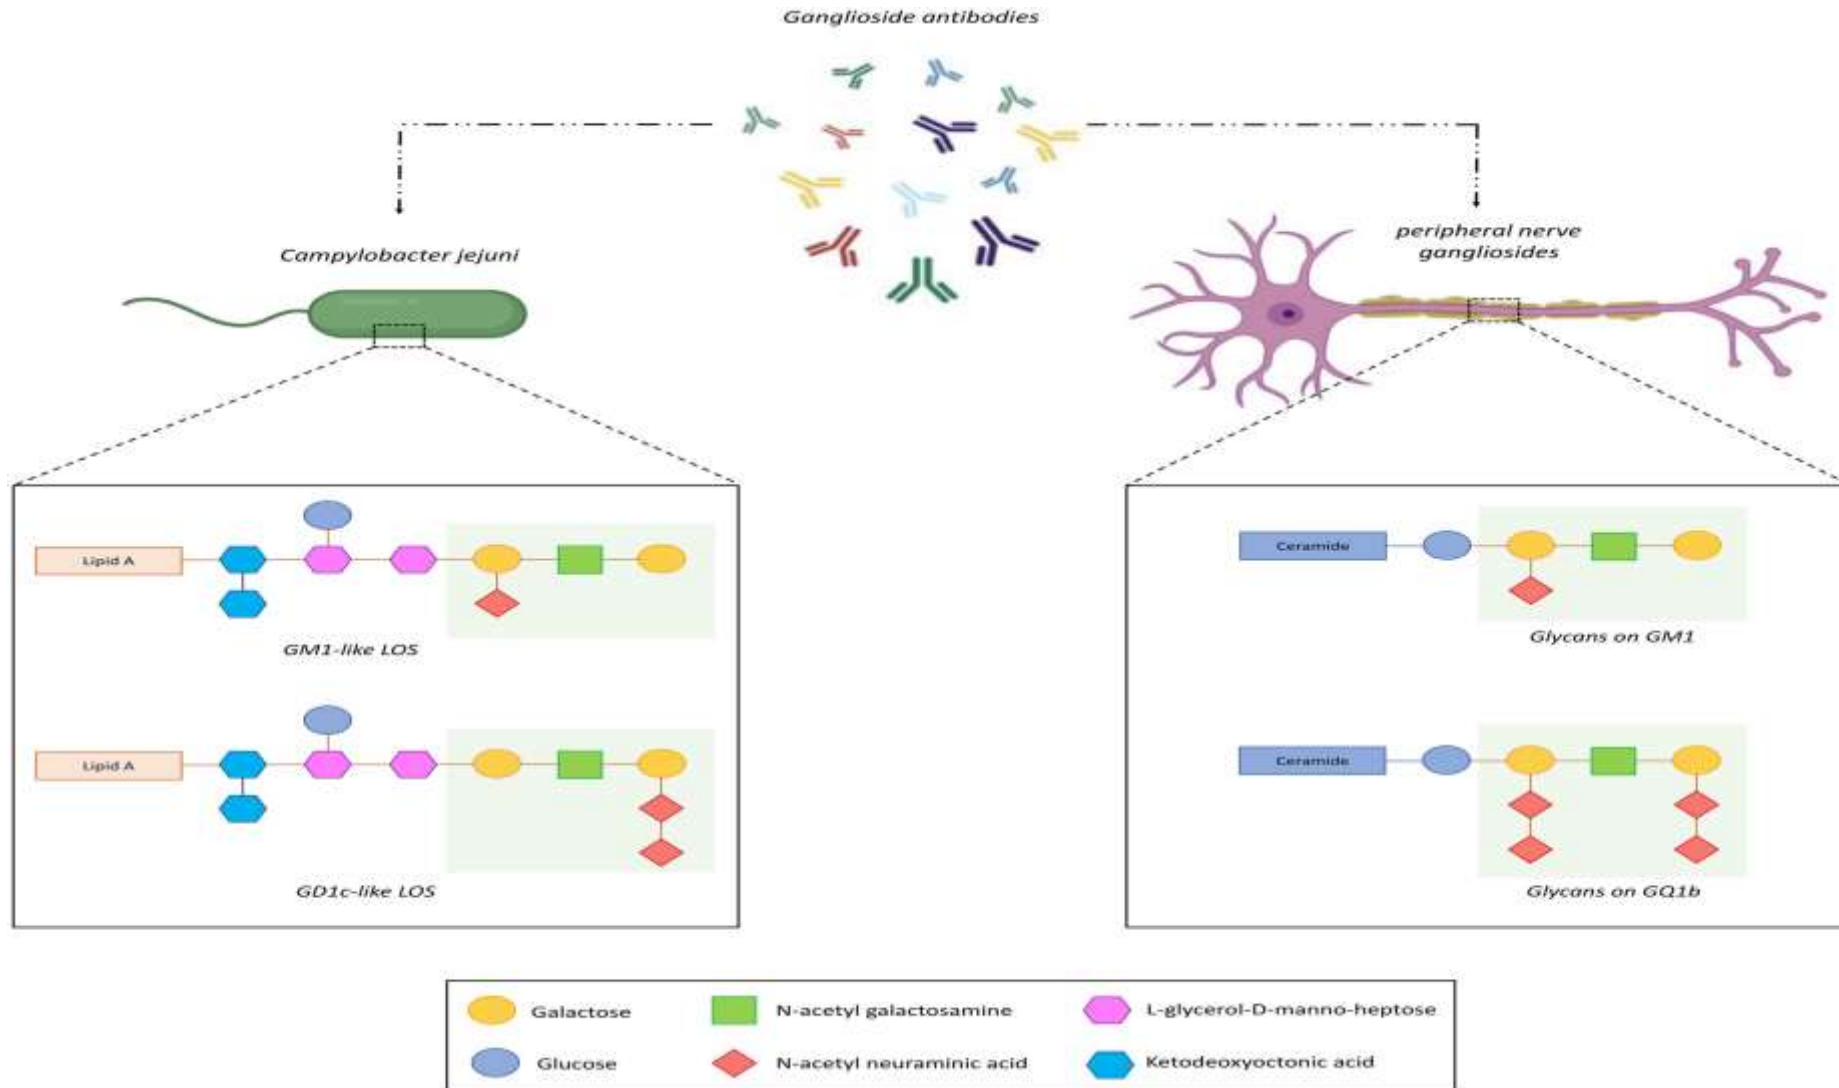 Ganglioside antibodies
Campylobacter jejuni
peripheral nerve
gangliosides
Lipid A
GM1-like LOS
Lipid A
GD1c-like LOS
Ceramide
Glycans on GM1
Ceramide
Glycans on GQ1b
Galactose
N-acetyl galactosamine
L-glycerol-D-manno-heptose
Glucose
N-acetyl neuraminic acid
Ketodeoxyoctonic acid